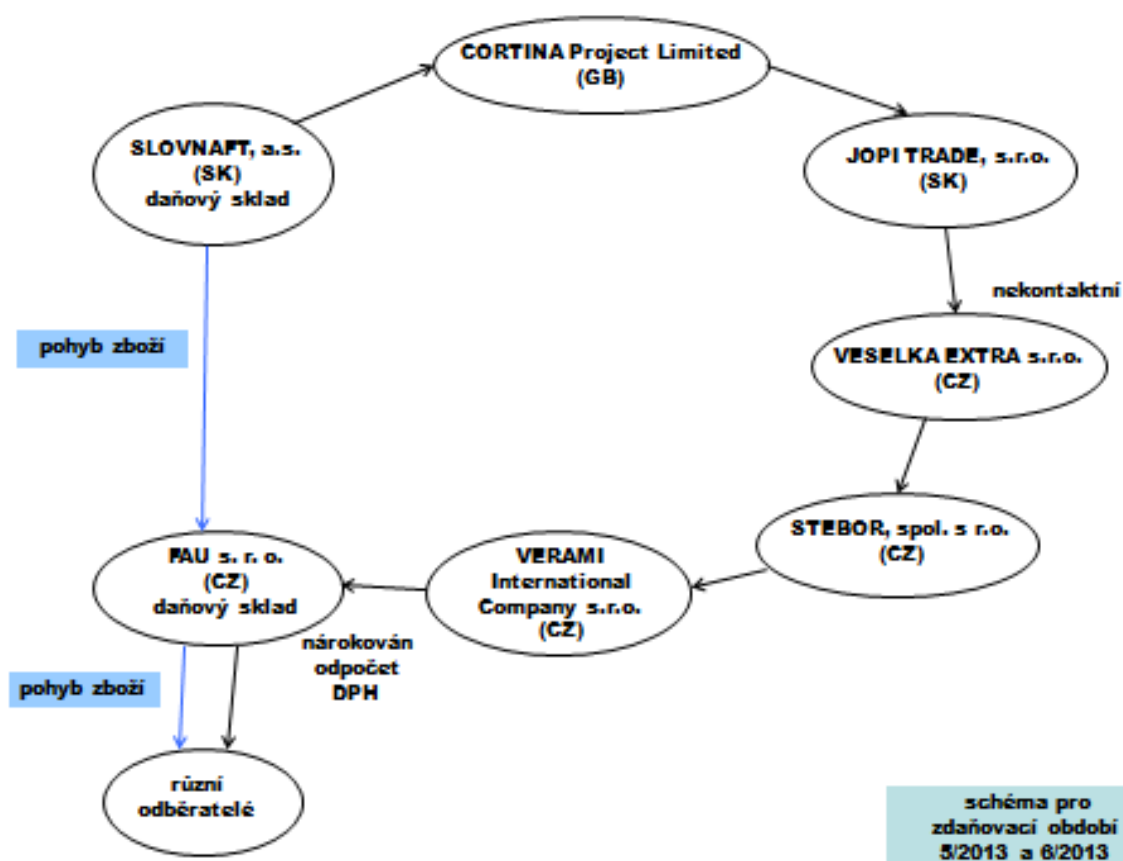 CORTINA Project Limited
(GB)
SLOVNAFT, a.s.
(SK)
daňový sklad
JOPI TRADE, s.r.o.
(SK)
nekontaktní
pohyb zboží
VESELKA EXTRA s.r.o.
(CZ)
STEBOR, spol. s r.o.
(CZ)
FAU s. r. o.
(CZ)
daňový sklad
VERAMI
International
Company s.r.o.
(CZ)
nárokován
odpočet
DPH
pohyb zboží
různí
odběratelé
schéma pro
zdaňovací období
5/2013 a 6/2013